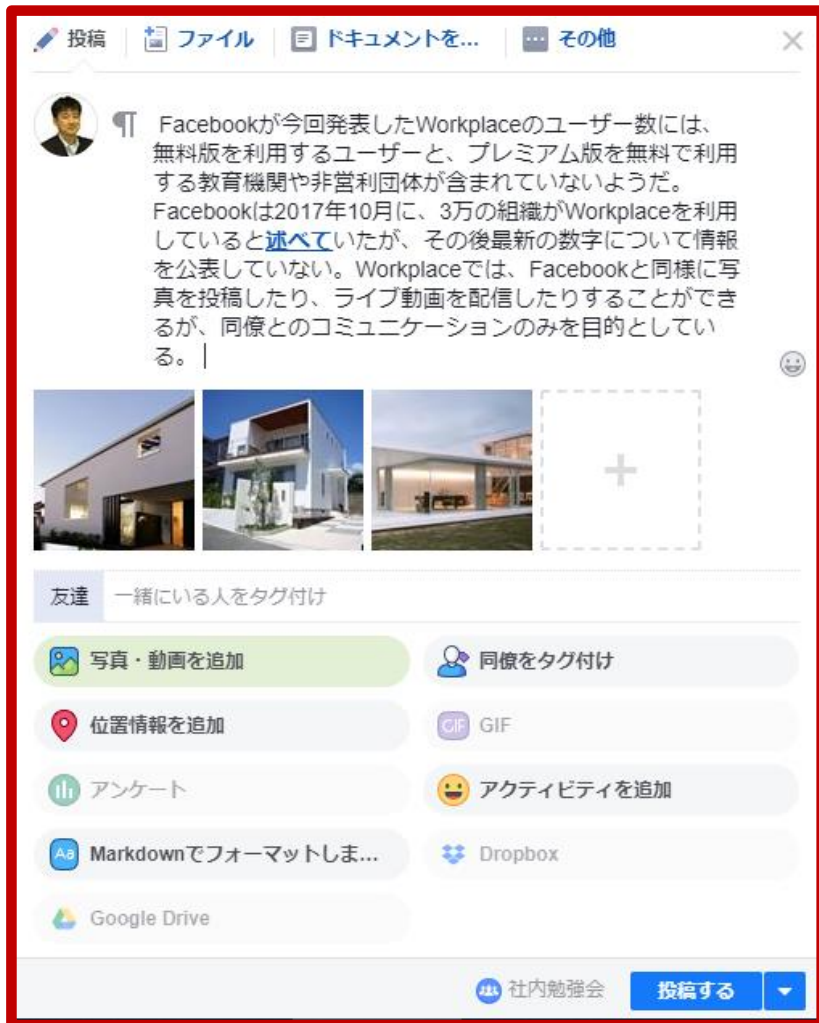 投稿 ファイル ドキュメントを... その他
Facebookが今回発表したWorkplaceのユーザー数には、
無料版を利用するユーザーと、プレミアム版を無料で利用
する教育機関や非営利団体が含まれていないようだ。
Facebookは2017年10月に、3万の組織がWorkplaceを利用
していると述べていたが、その後最新の数字について情報
を公表していない。Workplaceでは、Facebookと同様に写
真を投稿したり、ライブ動画を配信したりすることができ
るが、同僚とのコミュニケーションのみを目的としてい
る。
友達 一緒にいる人をタグ付け
写真・動画を追加 同僚をタグ付け
位置情報を追加 GIF GIF
アンケート アクティビティを追加
Aa Markdownでフォーマットしま... Dropbox
Google Drive
社内勉強会 投稿する